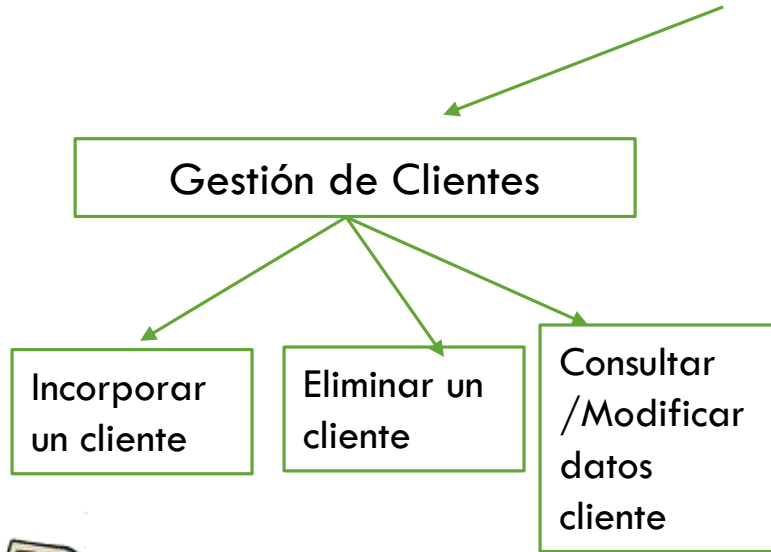 Gestión de Clientes
Incorporar
un cliente
Eliminar un
cliente
Consultar
/Modificar
datos
cliente